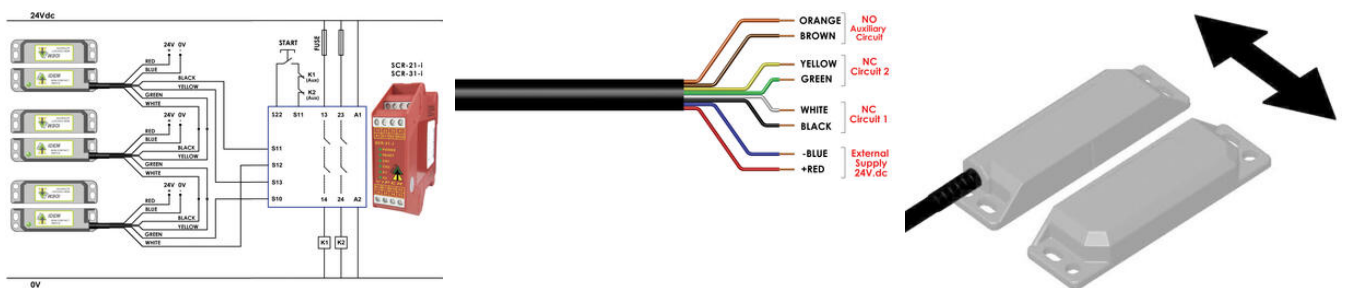 24Vdc
24V 0V
+ -
RED
BLUE
BLACK
YELLOW
GREEN
WHITE
24V 0V
+ -
RED
BLUE
BLACK
YELLOW
GREEN
WHITE
24V 0V
+ -
RED
BLUE
BLACK
YELLOW
GREEN
WHITE
START
K1
(Aux)
K2
(Aux)
FUSE
S22 S11 13 23 A1
S11
S12
S13
S10
14 24 A2
K1 K2
0V
SCR-21-i
SCR-31-i
ORANGE
BROWN
NO
Auxiliary
Circuit
YELLOW
GREEN
NC
Circuit 2
WHITE
BLACK
NC
Circuit 1
-BLUE
+RED
External
Supply
24V.dc